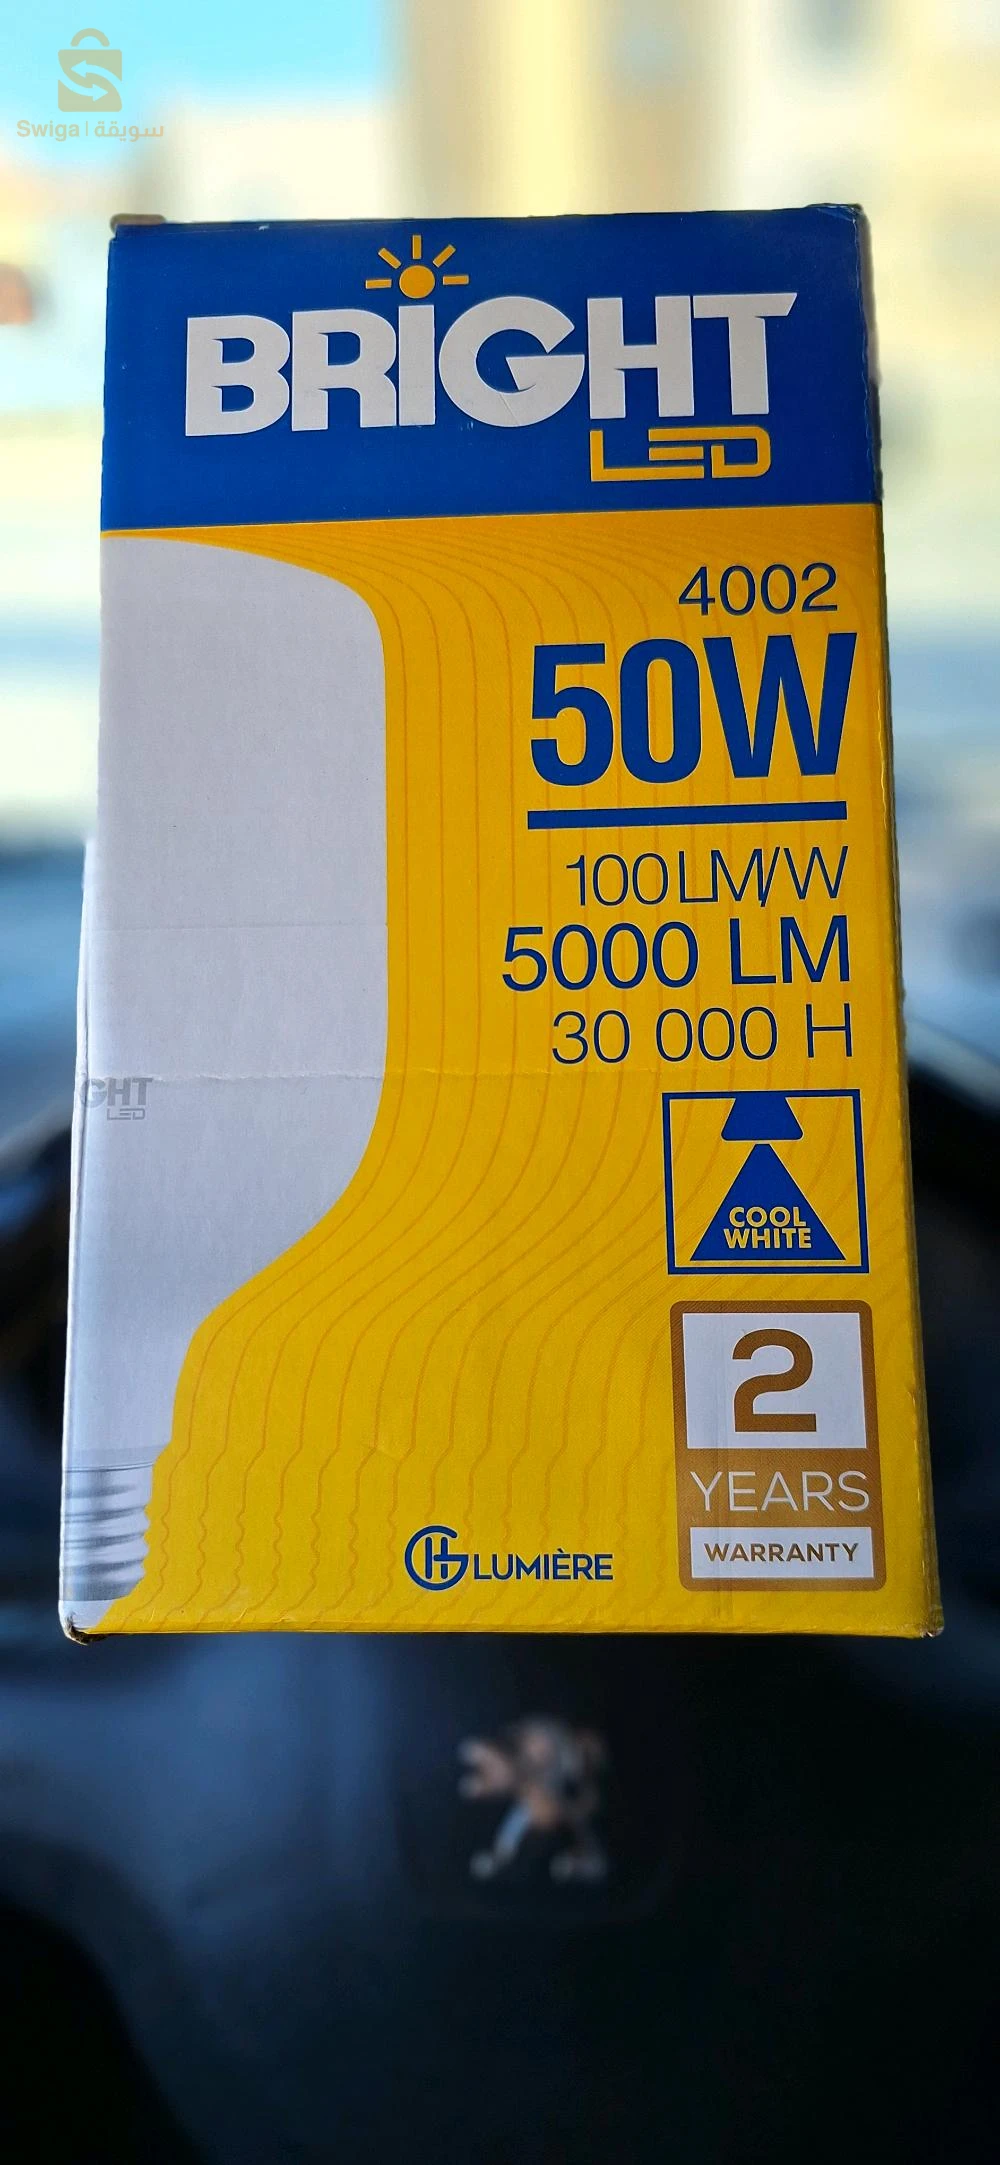 Swiga | سويقة
BRIGHT
LED
4002
50W
100LM/W
5000 LM
30 000 H
GHT
LED
COOL
WHITE
2
YEARS
WARRANTY
LUMIÈRE